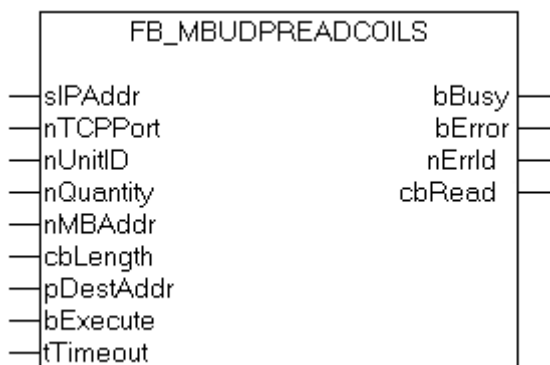 FB_MBUDPREADCOILS
sIPAddr bBusy
nTCPPort bError
nUnitID nErrId
nQuantity cbRead
nMBAddr
cbLength
pDestAddr
bExecute
tTimeout